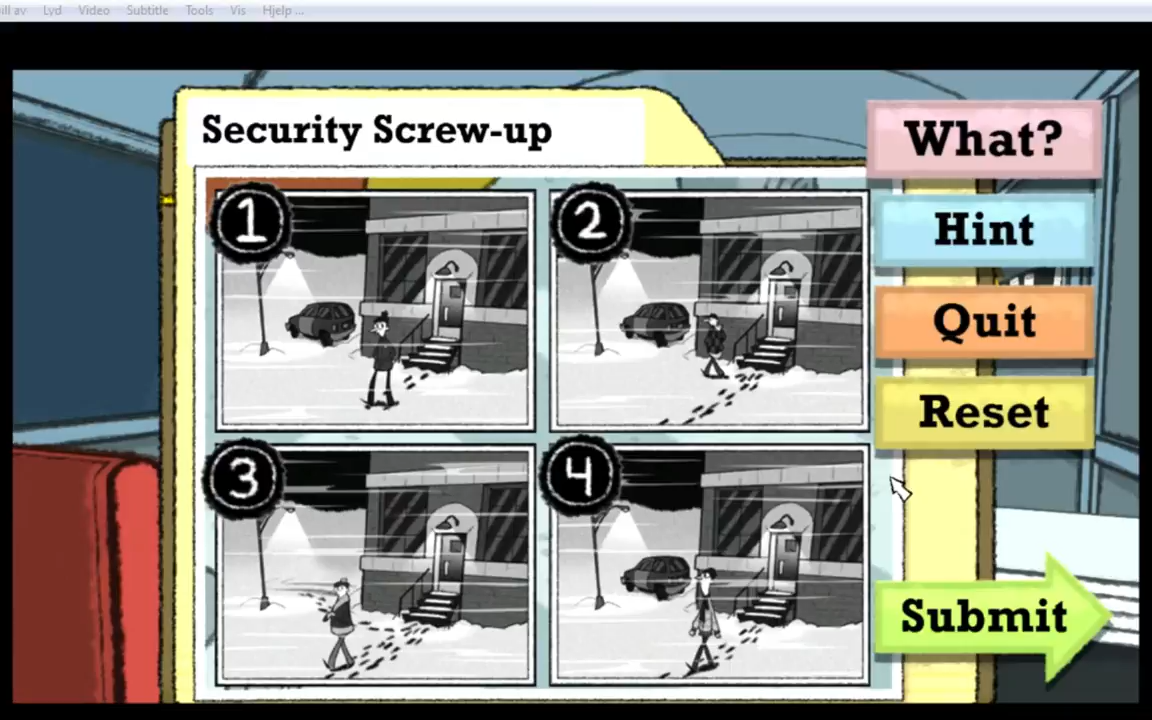 Lyd Video Subtitle Tools Vis Hjelp ...
Security Screw-up
What?
1 2
Hint
Quit
Reset
3 4
Submit